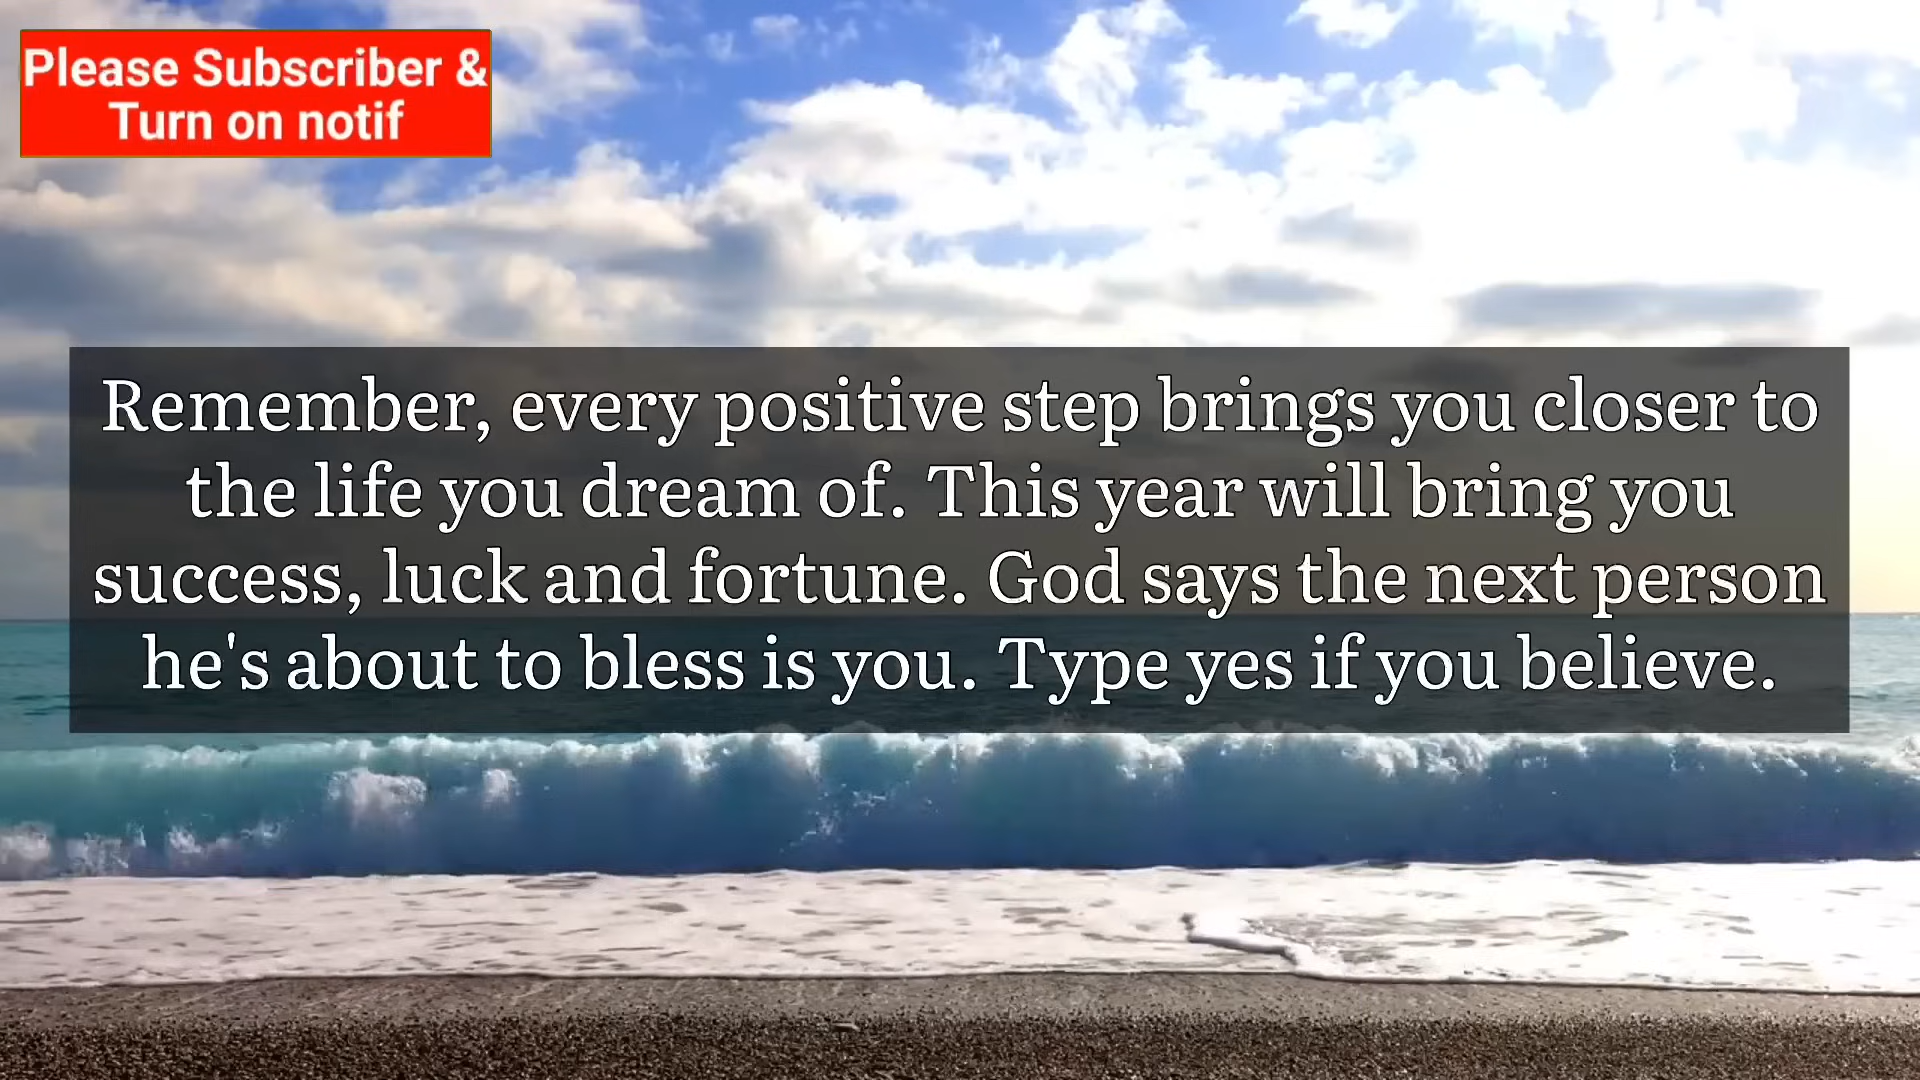 Please Subscriber &
Turn on notif
Remember, every positive step brings you closer to
the life you dream of. This year will bring you
success, luck and fortune. God says the next person
he's about to bless is you. Type yes if you believe.